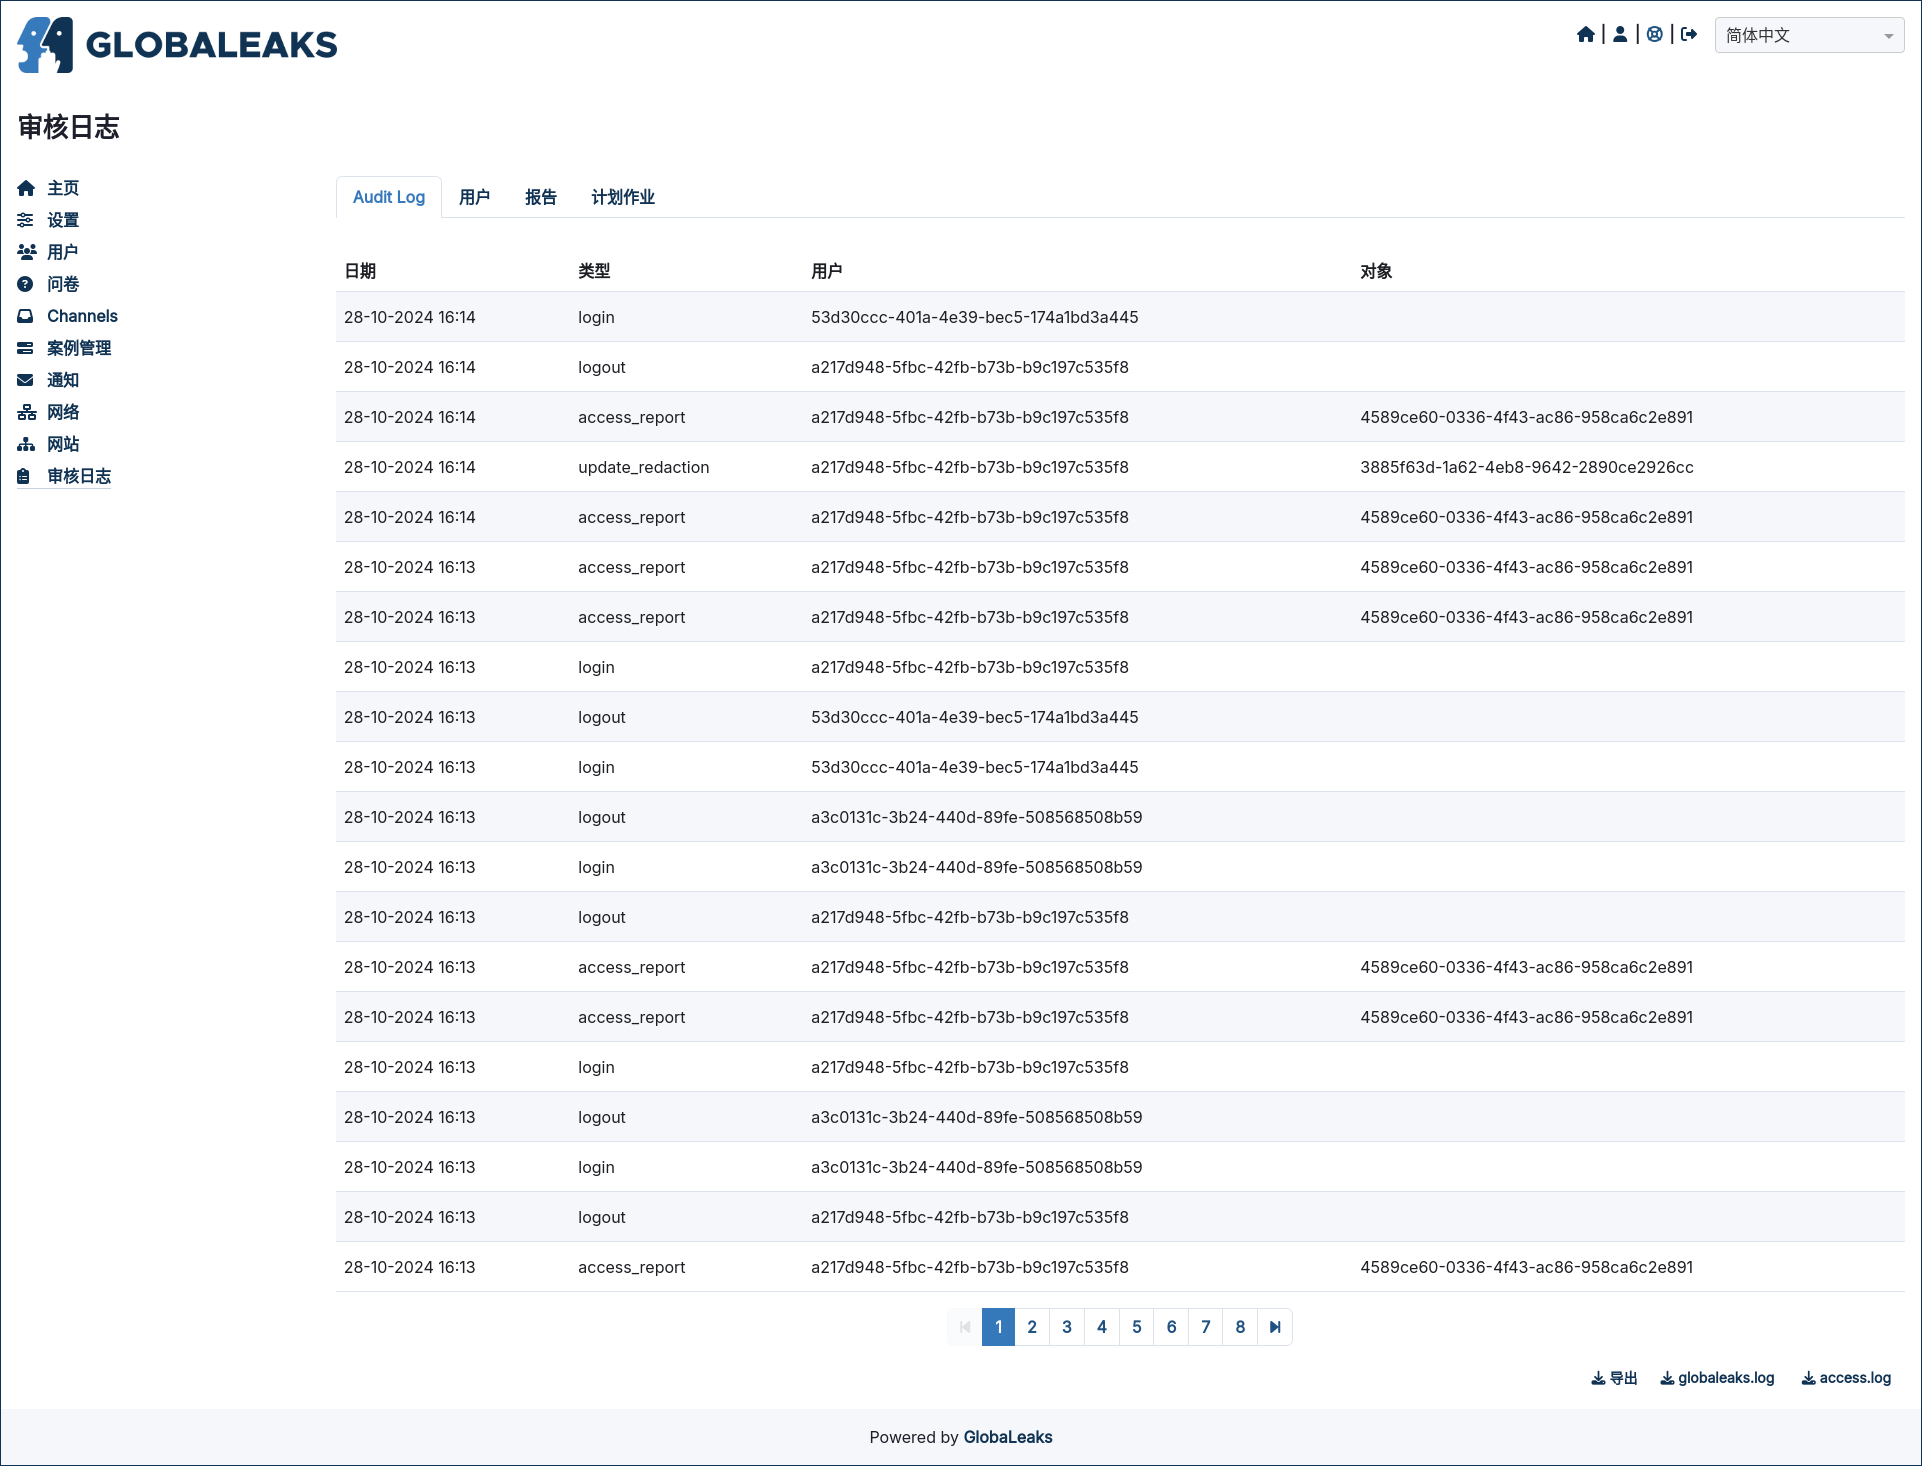 GLOBALEAKS
简体中文
审核日志
主页
设置
用户
问卷
Channels
案例管理
通知
网络
网站
审核日志
Audit Log 用户 报告 计划作业
日期 类型 用户 对象
28-10-2024 16:14 login 53d30ccc-401a-4e39-bec5-174a1bd3a445
28-10-2024 16:14 logout a217d948-5fbc-42fb-b73b-b9c197c535f8
28-10-2024 16:14 access_report a217d948-5fbc-42fb-b73b-b9c197c535f8 4589ce60-0336-4f43-ac86-958ca6c2e891
28-10-2024 16:14 update_redaction a217d948-5fbc-42fb-b73b-b9c197c535f8 3885f63d-1a62-4eb8-9642-2890ce2926cc
28-10-2024 16:14 access_report a217d948-5fbc-42fb-b73b-b9c197c535f8 4589ce60-0336-4f43-ac86-958ca6c2e891
28-10-2024 16:13 access_report a217d948-5fbc-42fb-b73b-b9c197c535f8 4589ce60-0336-4f43-ac86-958ca6c2e891
28-10-2024 16:13 access_report a217d948-5fbc-42fb-b73b-b9c197c535f8 4589ce60-0336-4f43-ac86-958ca6c2e891
28-10-2024 16:13 login a217d948-5fbc-42fb-b73b-b9c197c535f8
28-10-2024 16:13 logout 53d30ccc-401a-4e39-bec5-174a1bd3a445
28-10-2024 16:13 login 53d30ccc-401a-4e39-bec5-174a1bd3a445
28-10-2024 16:13 logout a3c0131c-3b24-440d-89fe-508568508b59
28-10-2024 16:13 login a3c0131c-3b24-440d-89fe-508568508b59
28-10-2024 16:13 logout a217d948-5fbc-42fb-b73b-b9c197c535f8
28-10-2024 16:13 access_report a217d948-5fbc-42fb-b73b-b9c197c535f8 4589ce60-0336-4f43-ac86-958ca6c2e891
28-10-2024 16:13 access_report a217d948-5fbc-42fb-b73b-b9c197c535f8 4589ce60-0336-4f43-ac86-958ca6c2e891
28-10-2024 16:13 login a217d948-5fbc-42fb-b73b-b9c197c535f8
28-10-2024 16:13 logout a3c0131c-3b24-440d-89fe-508568508b59
28-10-2024 16:13 login a3c0131c-3b24-440d-89fe-508568508b59
28-10-2024 16:13 logout a217d948-5fbc-42fb-b73b-b9c197c535f8
28-10-2024 16:13 access_report a217d948-5fbc-42fb-b73b-b9c197c535f8 4589ce60-0336-4f43-ac86-958ca6c2e891
1 2 3 4 5 6 7 8
导出 globaleaks.log access.log
Powered by GlobaLeaks